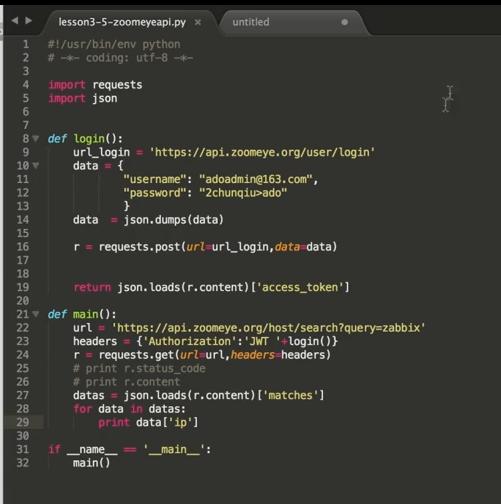 lesson3-5-zoomeyeapi.py × untitled
1 #!/usr/bin/env python
2 # -*- coding: utf-8 -*-
3
4 import requests
5 import json
6
7
8 def login():
9 url_login = 'https://api.zoomeye.org/user/login'
10 data = {
11 "username": "adoadmin@163.com",
12 "password": "2chunqiu>ado"
13 }
14 data = json.dumps(data)
15
16 r = requests.post(url=url_login,data=data)
17
18
19 return json.loads(r.content)['access_token']
20
21 def main():
22 url = 'https://api.zoomeye.org/host/search?query=zabbix'
23 headers = {'Authorization':'JWT '+login()}
24 r = requests.get(url=url,headers=headers)
25 # print r.status_code
26 # print r.content
27 datas = json.loads(r.content)['matches']
28 for data in datas:
29 print data['ip']
30
31 if __name__ == '__main__':
32 main()